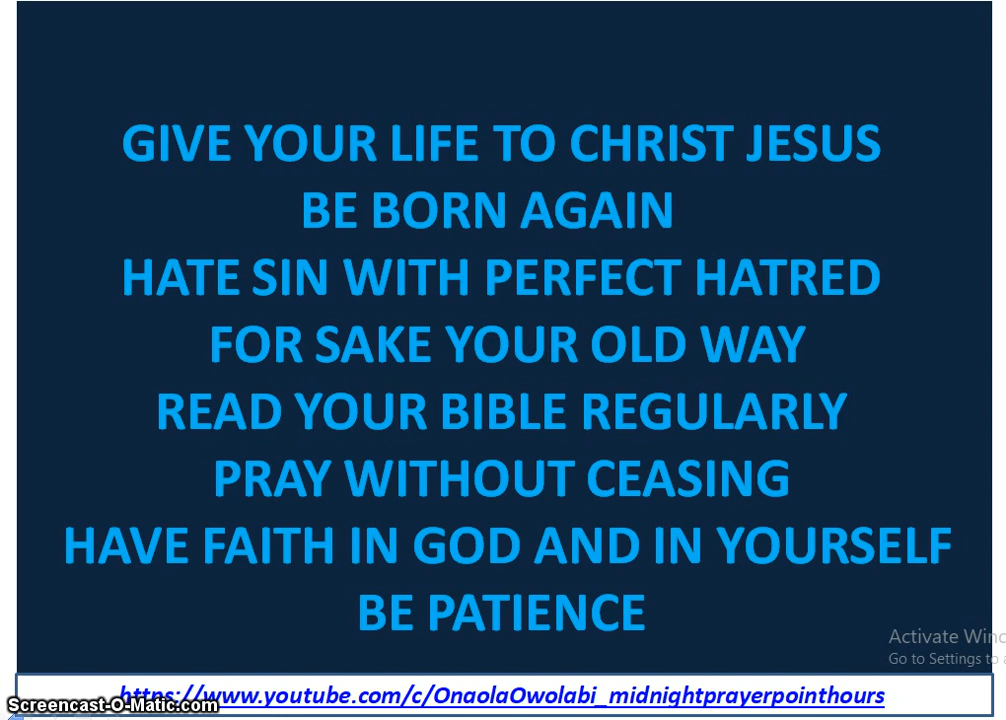 GIVE YOUR LIFE TO CHRIST JESUS
BE BORN AGAIN
HATE SIN WITH PERFECT HATRED
FOR SAKE YOUR OLD WAY
READ YOUR BIBLE REGULARLY
PRAY WITHOUT CEASING
HAVE FAITH IN GOD AND IN YOURSELF
BE PATIENCE
Activate Winc
Go to Settings to a
https://www.youtube.com/c/OnaolaOwolabi_midnightprayerpointhours
Screencast-O-Matic.com